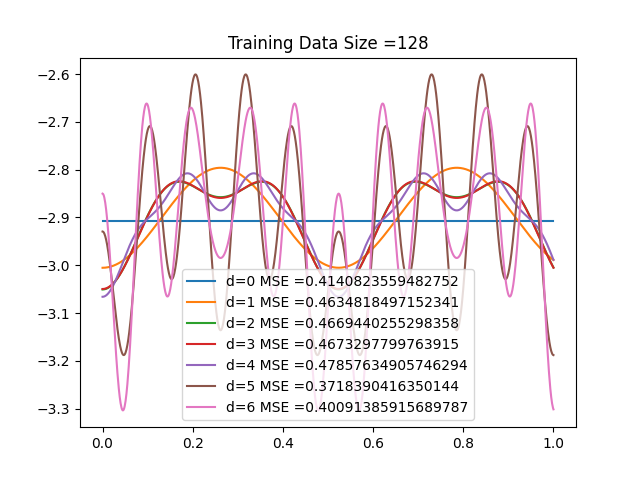 Training Data Size =128
−2.6
−2.7
−2.8
−2.9
−3.0
−3.1
−3.2
−3.3
d=0 MSE =0.4140823559482752
d=1 MSE =0.4634818497152341
d=2 MSE =0.4669440255298358
d=3 MSE =0.4673297799763915
d=4 MSE =0.47857634905746294
d=5 MSE =0.3718390416350144
d=6 MSE =0.40091385915689787
0.0 0.2 0.4 0.6 0.8 1.0